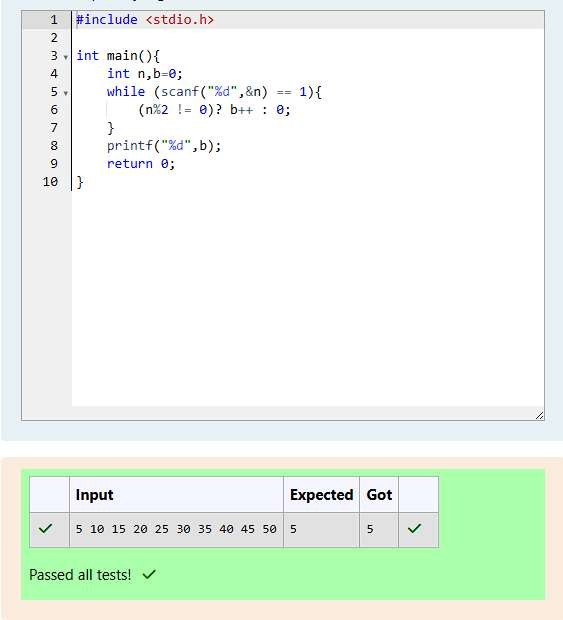 1 #include <stdio.h>
2
3 int main(){
4 int n,b=0;
5 while (scanf("%d",&n) == 1){
6 (n%2 != 0)? b++ : 0;
7 }
8 printf("%d",b);
9 return 0;
10 }
Input Expected Got
5 10 15 20 25 30 35 40 45 50 5 5
Passed all tests!